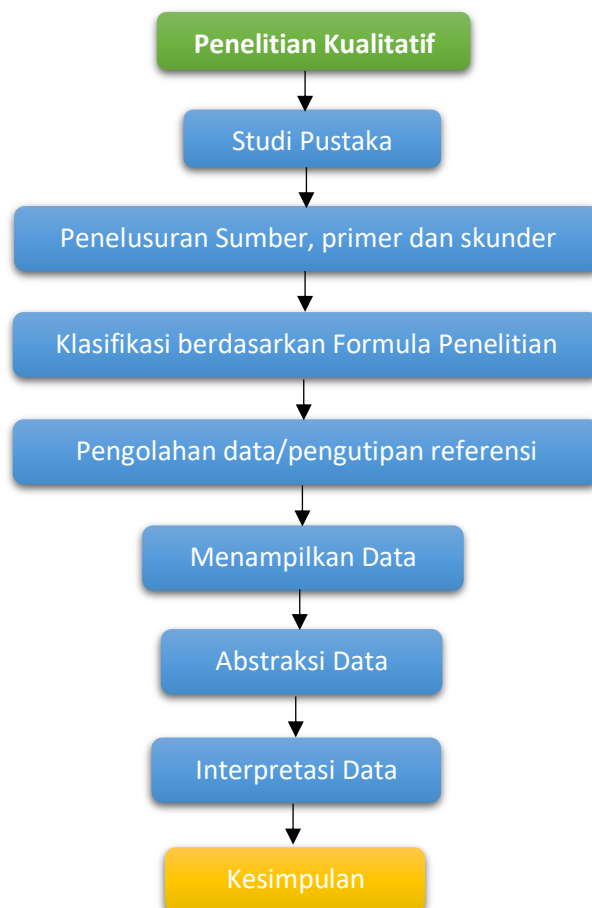 Penelitian Kualitatif
Studi Pustaka
Penelusuran Sumber, primer dan skunder
Klasifikasi berdasarkan Formula Penelitian
Pengolahan data/pengutipan referensi
Menampilkan Data
Abstraksi Data
Interpretasi Data
Kesimpulan